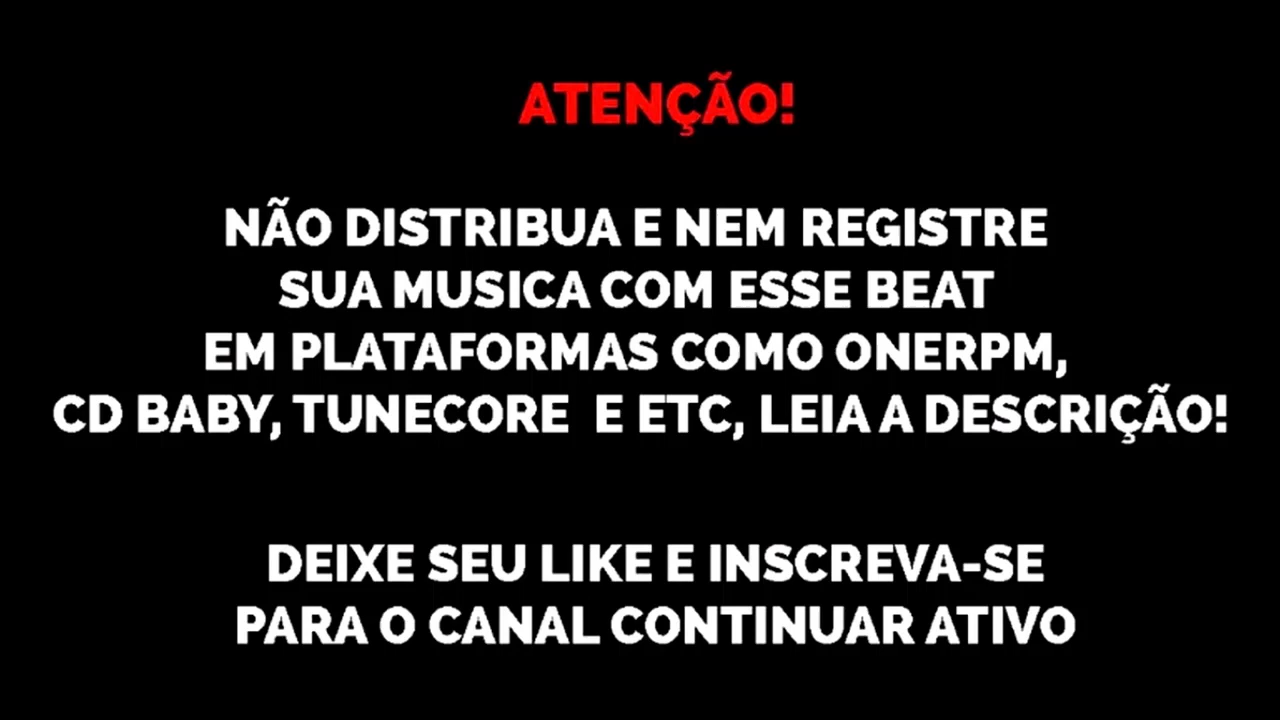 ATENÇÃO!
NÃO DISTRIBUA E NEM REGISTRE
SUA MUSICA COM ESSE BEAT
EM PLATAFORMAS COMO ONERPM,
CD BABY, TUNECORE E ETC, LEIA A DESCRIÇÃO!
DEIXE SEU LIKE E INSCREVA-SE
PARA O CANAL CONTINUAR ATIVO